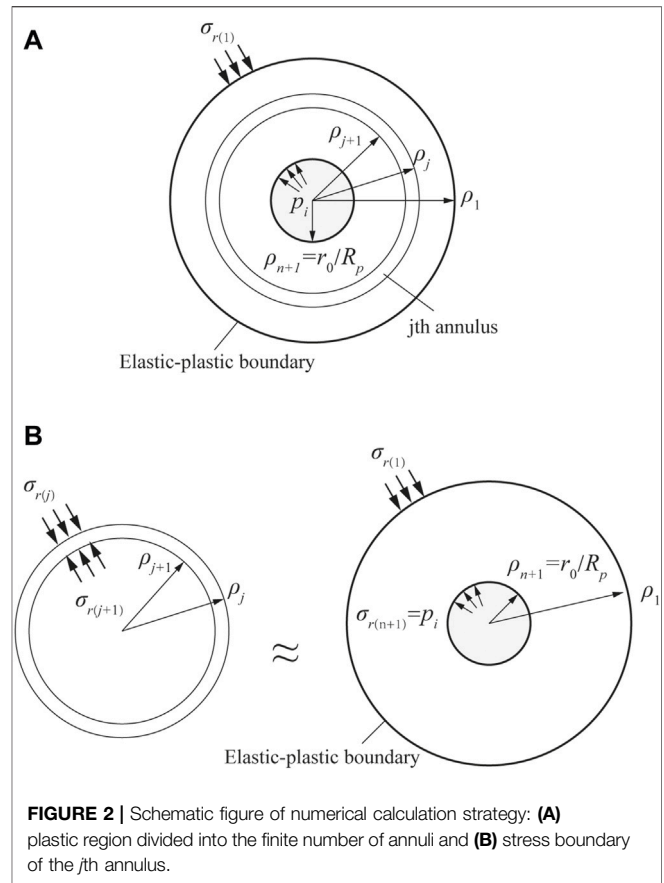 A
σr(1)
ρj+1
ρj
pi
ρ1
ρn+1=r0/Rp
jth annulus
Elastic-plastic boundary
B
σr(j)
σr(1)
ρj+1
ρj
σr(j+1)
≈
ρn+1=r0/Rp
ρ1
σr(n+1)=pi
Elastic-plastic boundary
FIGURE 2 | Schematic figure of numerical calculation strategy: (A)
plastic region divided into the finite number of annuli and (B) stress boundary
of the jth annulus.